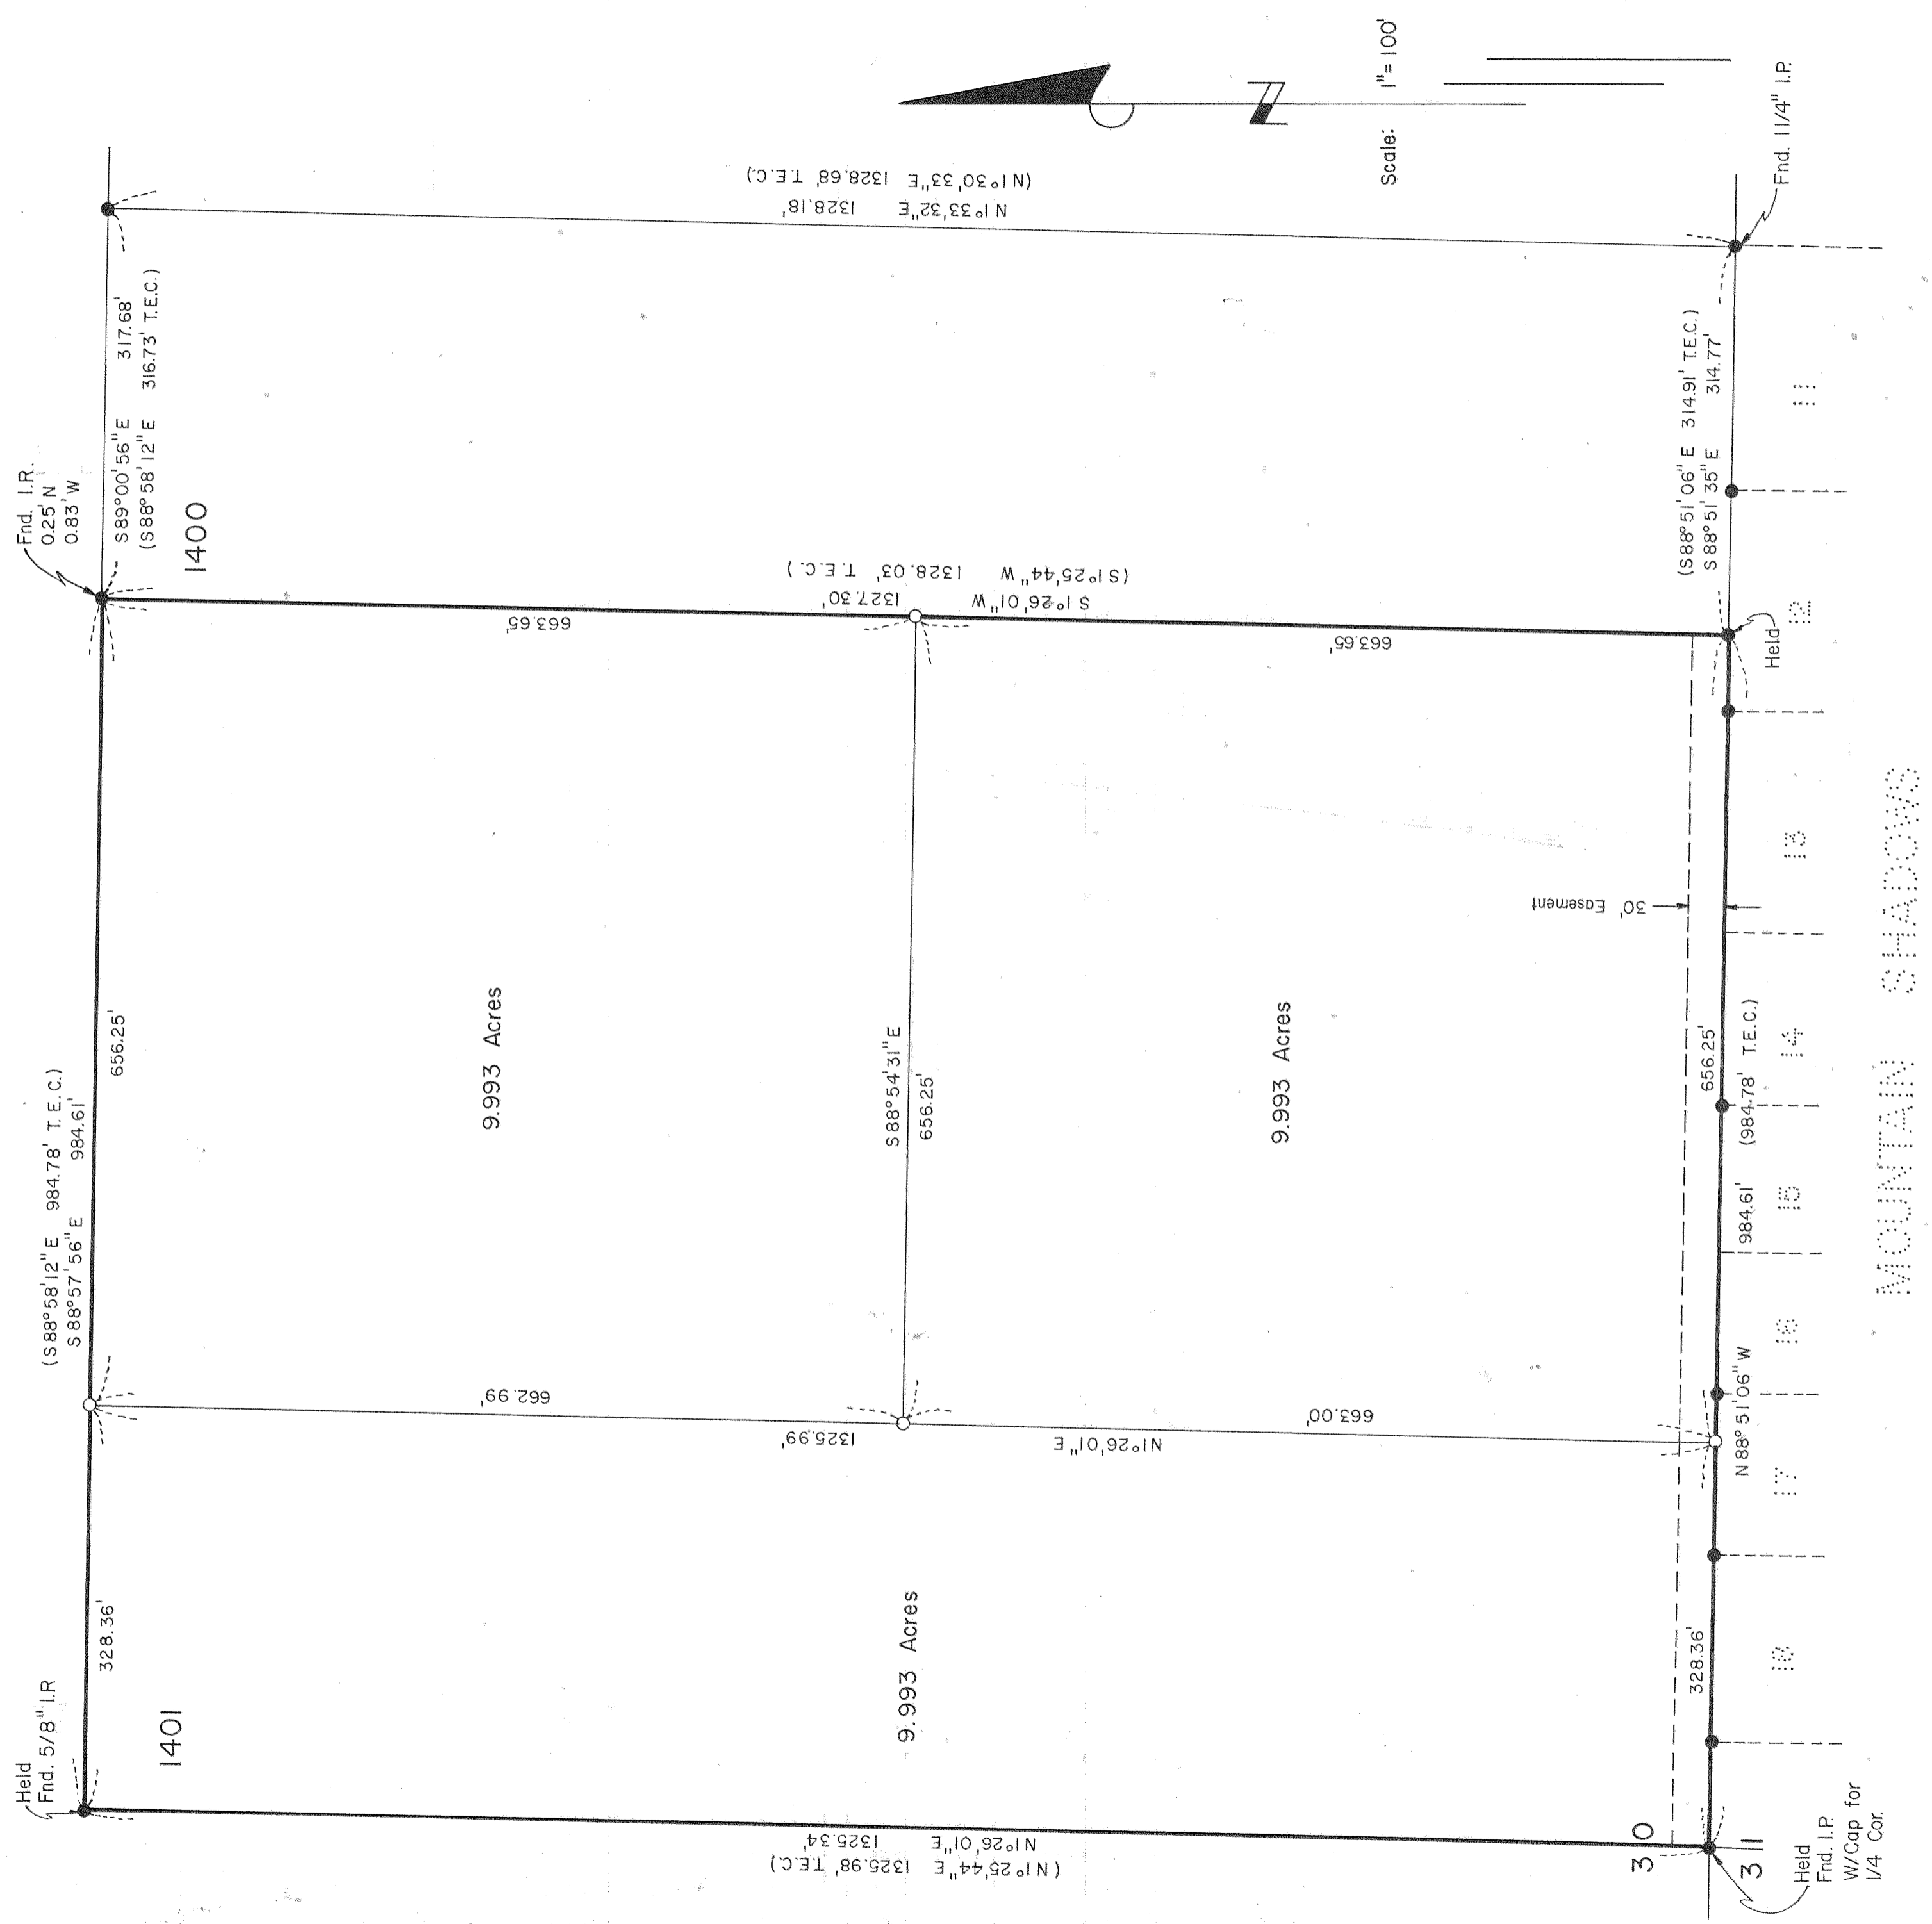 Held
Fnd. 5/8" I.R
(S 88°58'12" E 984.78' T.E.C.)
S 88°57'56" E 984.61'
328.36'
656.25'
Fnd. I.R.
0.25' N
0.83' W
S 89°00'56" E 317.68'
(S 88°58'12" E 316.73' T.E.C.)
1401
1400
662.99'
663.65'
9.993 Acres
(N 1°25'44" E 1325.98' T.E.C.)
N 1°26'01" E 1325.34'
9.993 Acres
1325.99'
N 1°26'01" E
S 88°54'31" E
656.25'
S 1°26'01" W 1327.30'
(S 1°25'44" W 1328.03' T.E.C.)
N 1°33'32" E 1328.18'
(N 1°30'33" E 1328.68' T.E.C.)
N
Scale: 1"= 100'
663.00'
9.993 Acres
663.65'
30' Easement
30
31
328.36'
656.25'
N 88° 51' 06" W 984.61' (984.78' T.E.C.)
(S 88° 51' 06" E 314.91' T.E.C.)
S 88° 51' 35" E 314.77'
Held
Fnd. I.P.
W/Cap for
1/4 Cor.
Held
Fnd. 1 1/4" I.P.
18 17 16 15 14 13 12 11
MOUNTAIN SHADOWS